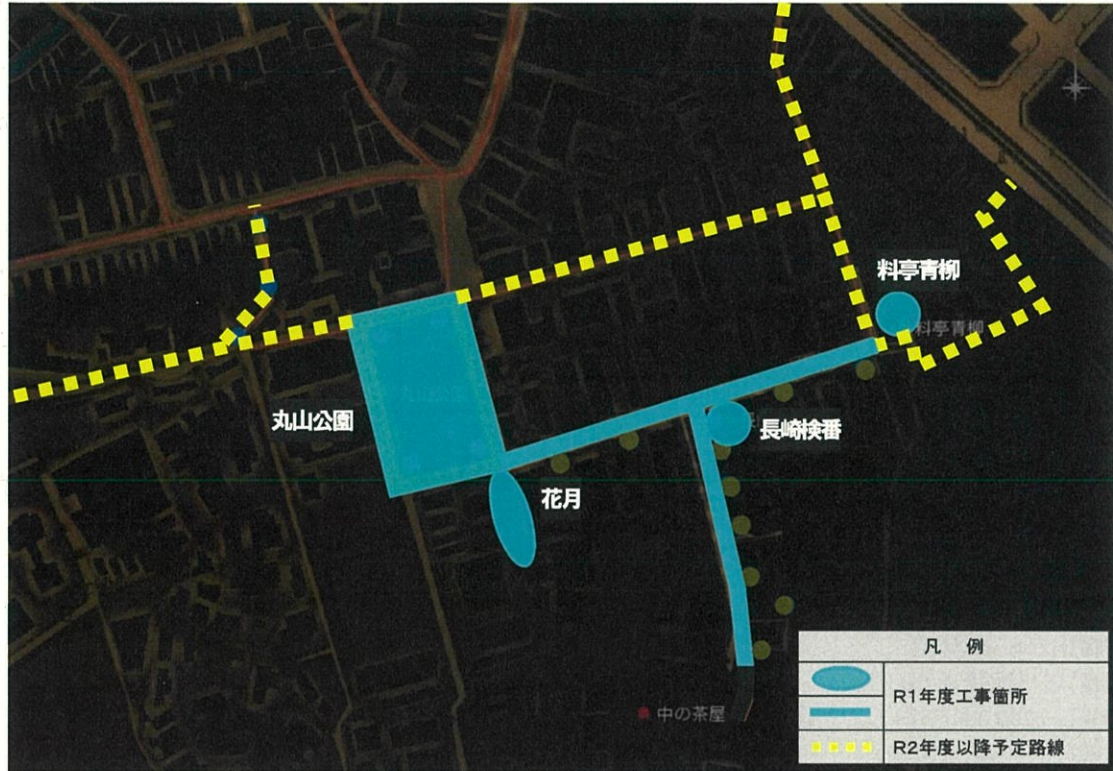 料亭青柳
料亭青柳
丸山公園
長崎検番
花月
中の茶屋
凡 例
R1年度工事箇所
R2年度以降予定路線